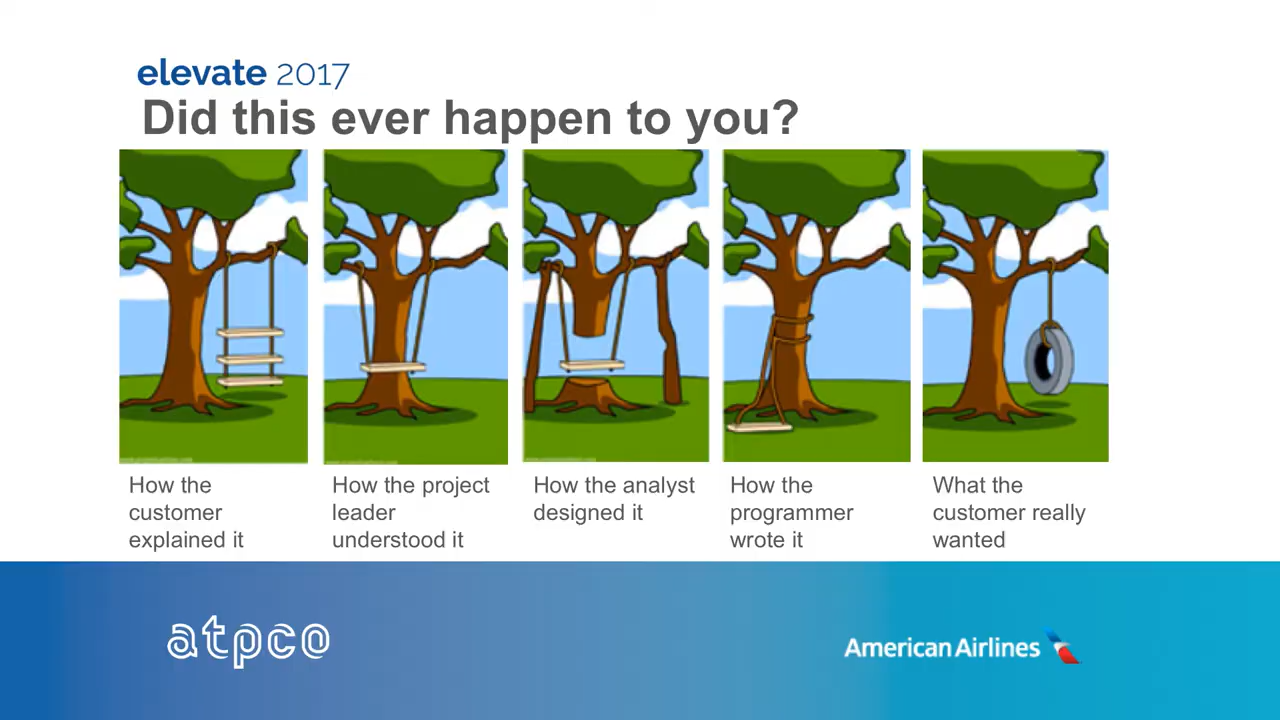 elevate 2017
Did this ever happen to you?
How the
customer
explained it
How the project
leader
understood it
How the analyst
designed it
How the
programmer
wrote it
What the
customer really
wanted
atpco
American Airlines